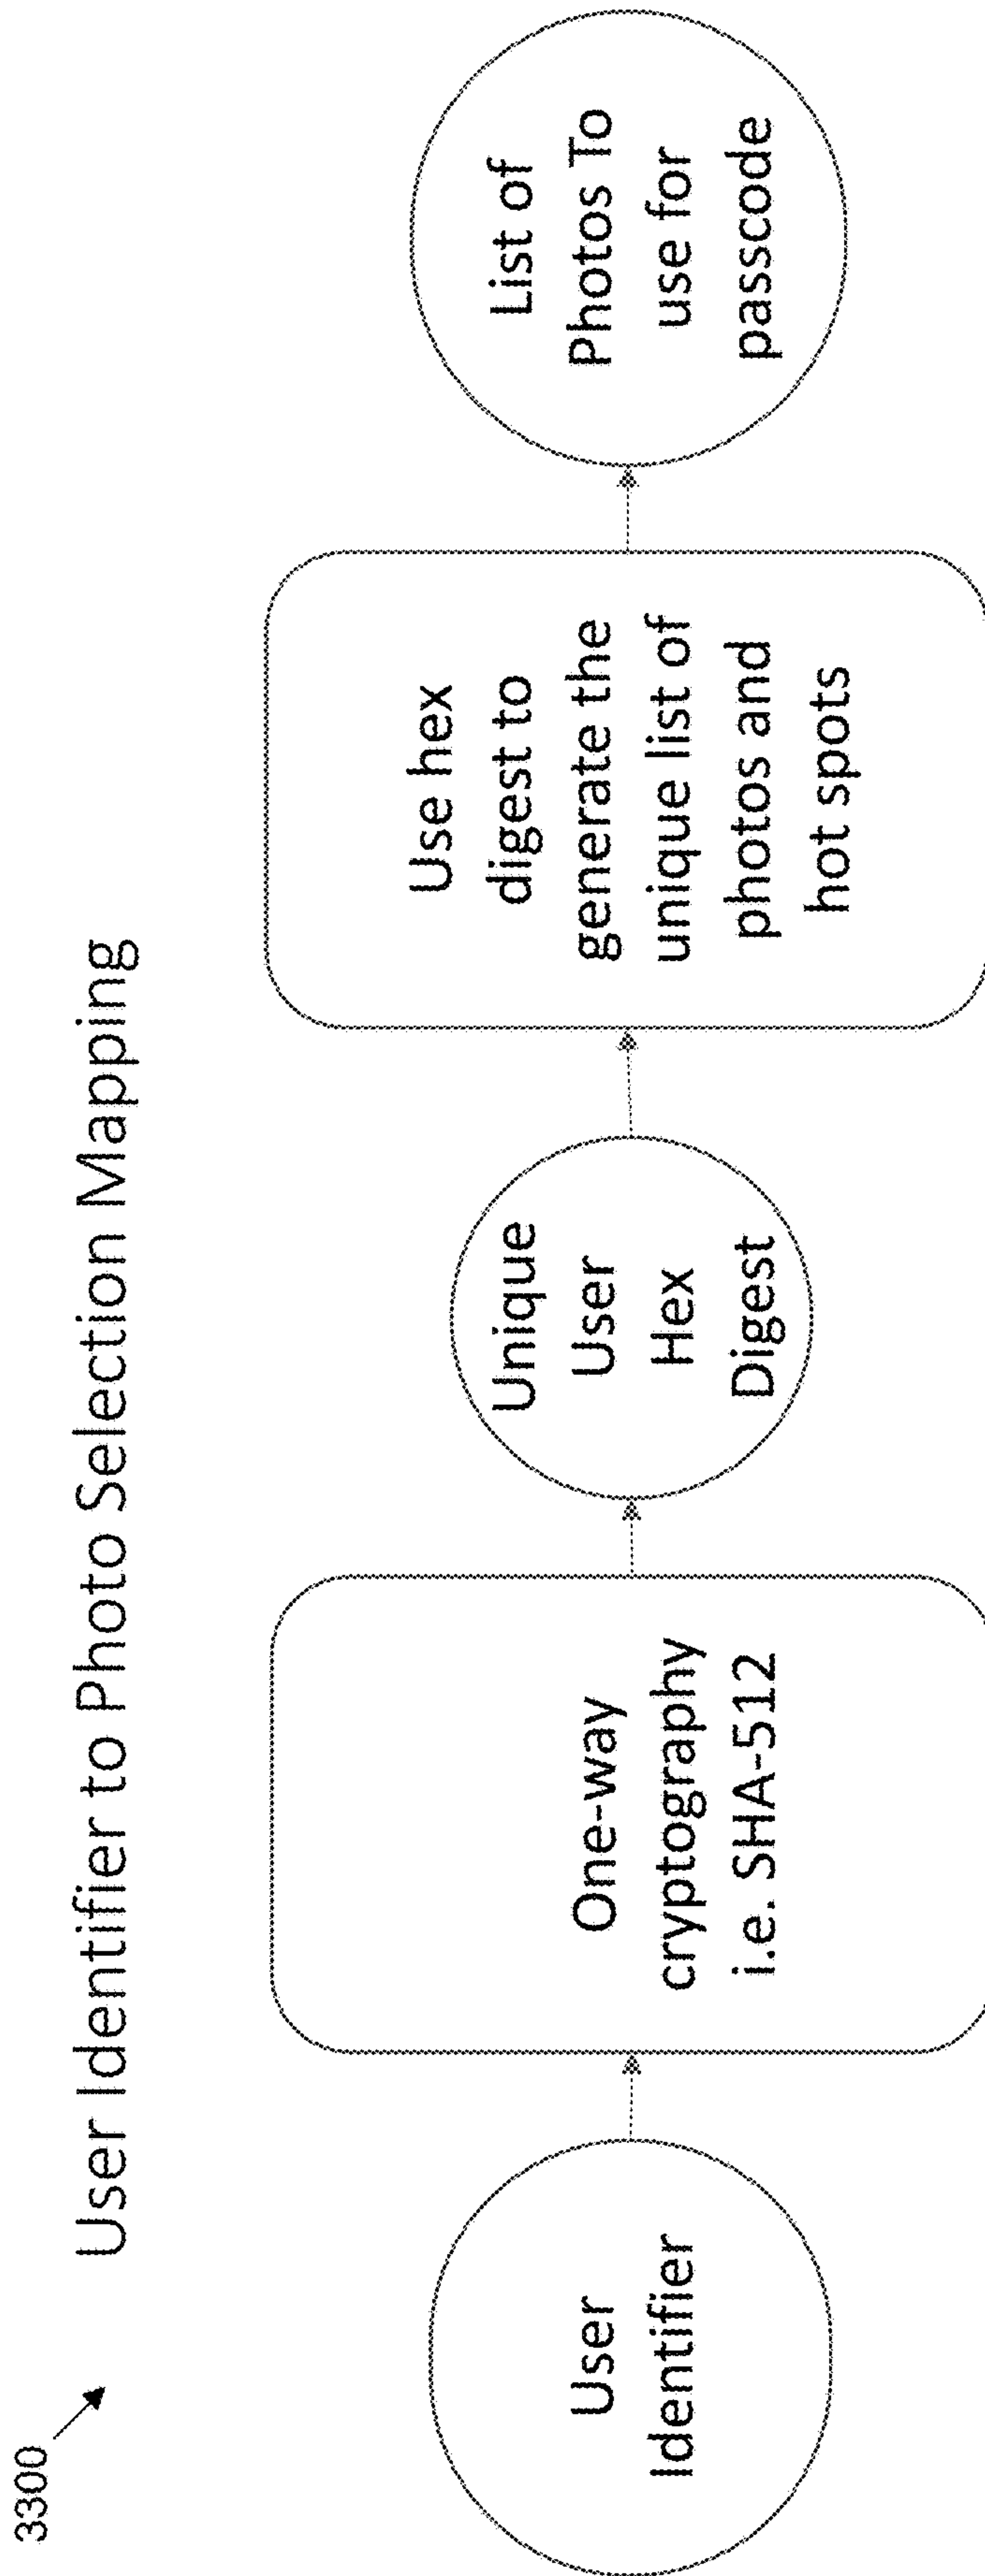 3300
User Identifier to Photo Selection Mapping
User
Identifier
One-way
cryptography
i.e. SHA-512
Unique
User
Hex
Digest
Use hex
digest to
generate the
unique list of
photos and
hot spots
List of
Photos To
use for
passcode